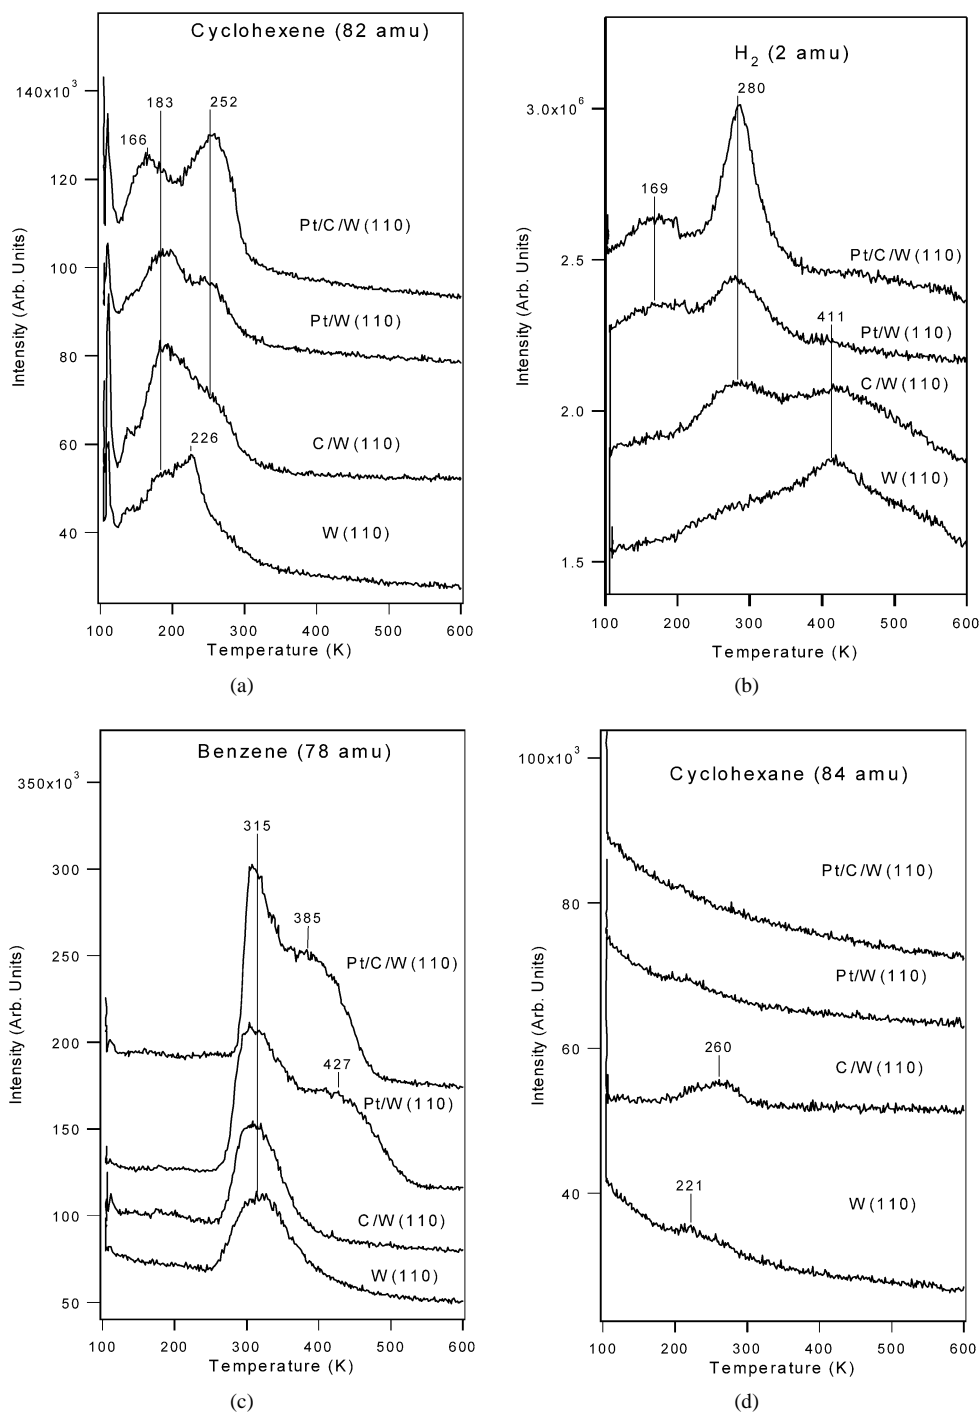 Cyclohexene (82 amu)
140x10³
183
252
166
120
Pt/C/W(110)
100
Pt/W(110)
80
C/W(110)
226
60
W(110)
40
Intensity (Arb. Units)
100 200 300 400 500 600
Temperature (K)
(a)
H₂ (2 amu)
280
3.0x10⁶
169
Pt/C/W(110)
2.5
411
Pt/W(110)
C/W(110)
2.0
W(110)
1.5
Intensity (Arb. Units)
100 200 300 400 500 600
Temperature (K)
(b)
Benzene (78 amu)
350x10³
315
300
385
250
Pt/C/W(110)
200
427
Pt/W(110)
150
100
C/W(110)
W(110)
50
Intensity (Arb. Units)
100 200 300 400 500 600
Temperature (K)
(c)
100x10³
Cyclohexane (84 amu)
Pt/C/W(110)
80
Pt/W(110)
60
260
C/W(110)
221
40
W(110)
Intensity (Arb. Units)
100 200 300 400 500 600
Temperature (K)
(d)